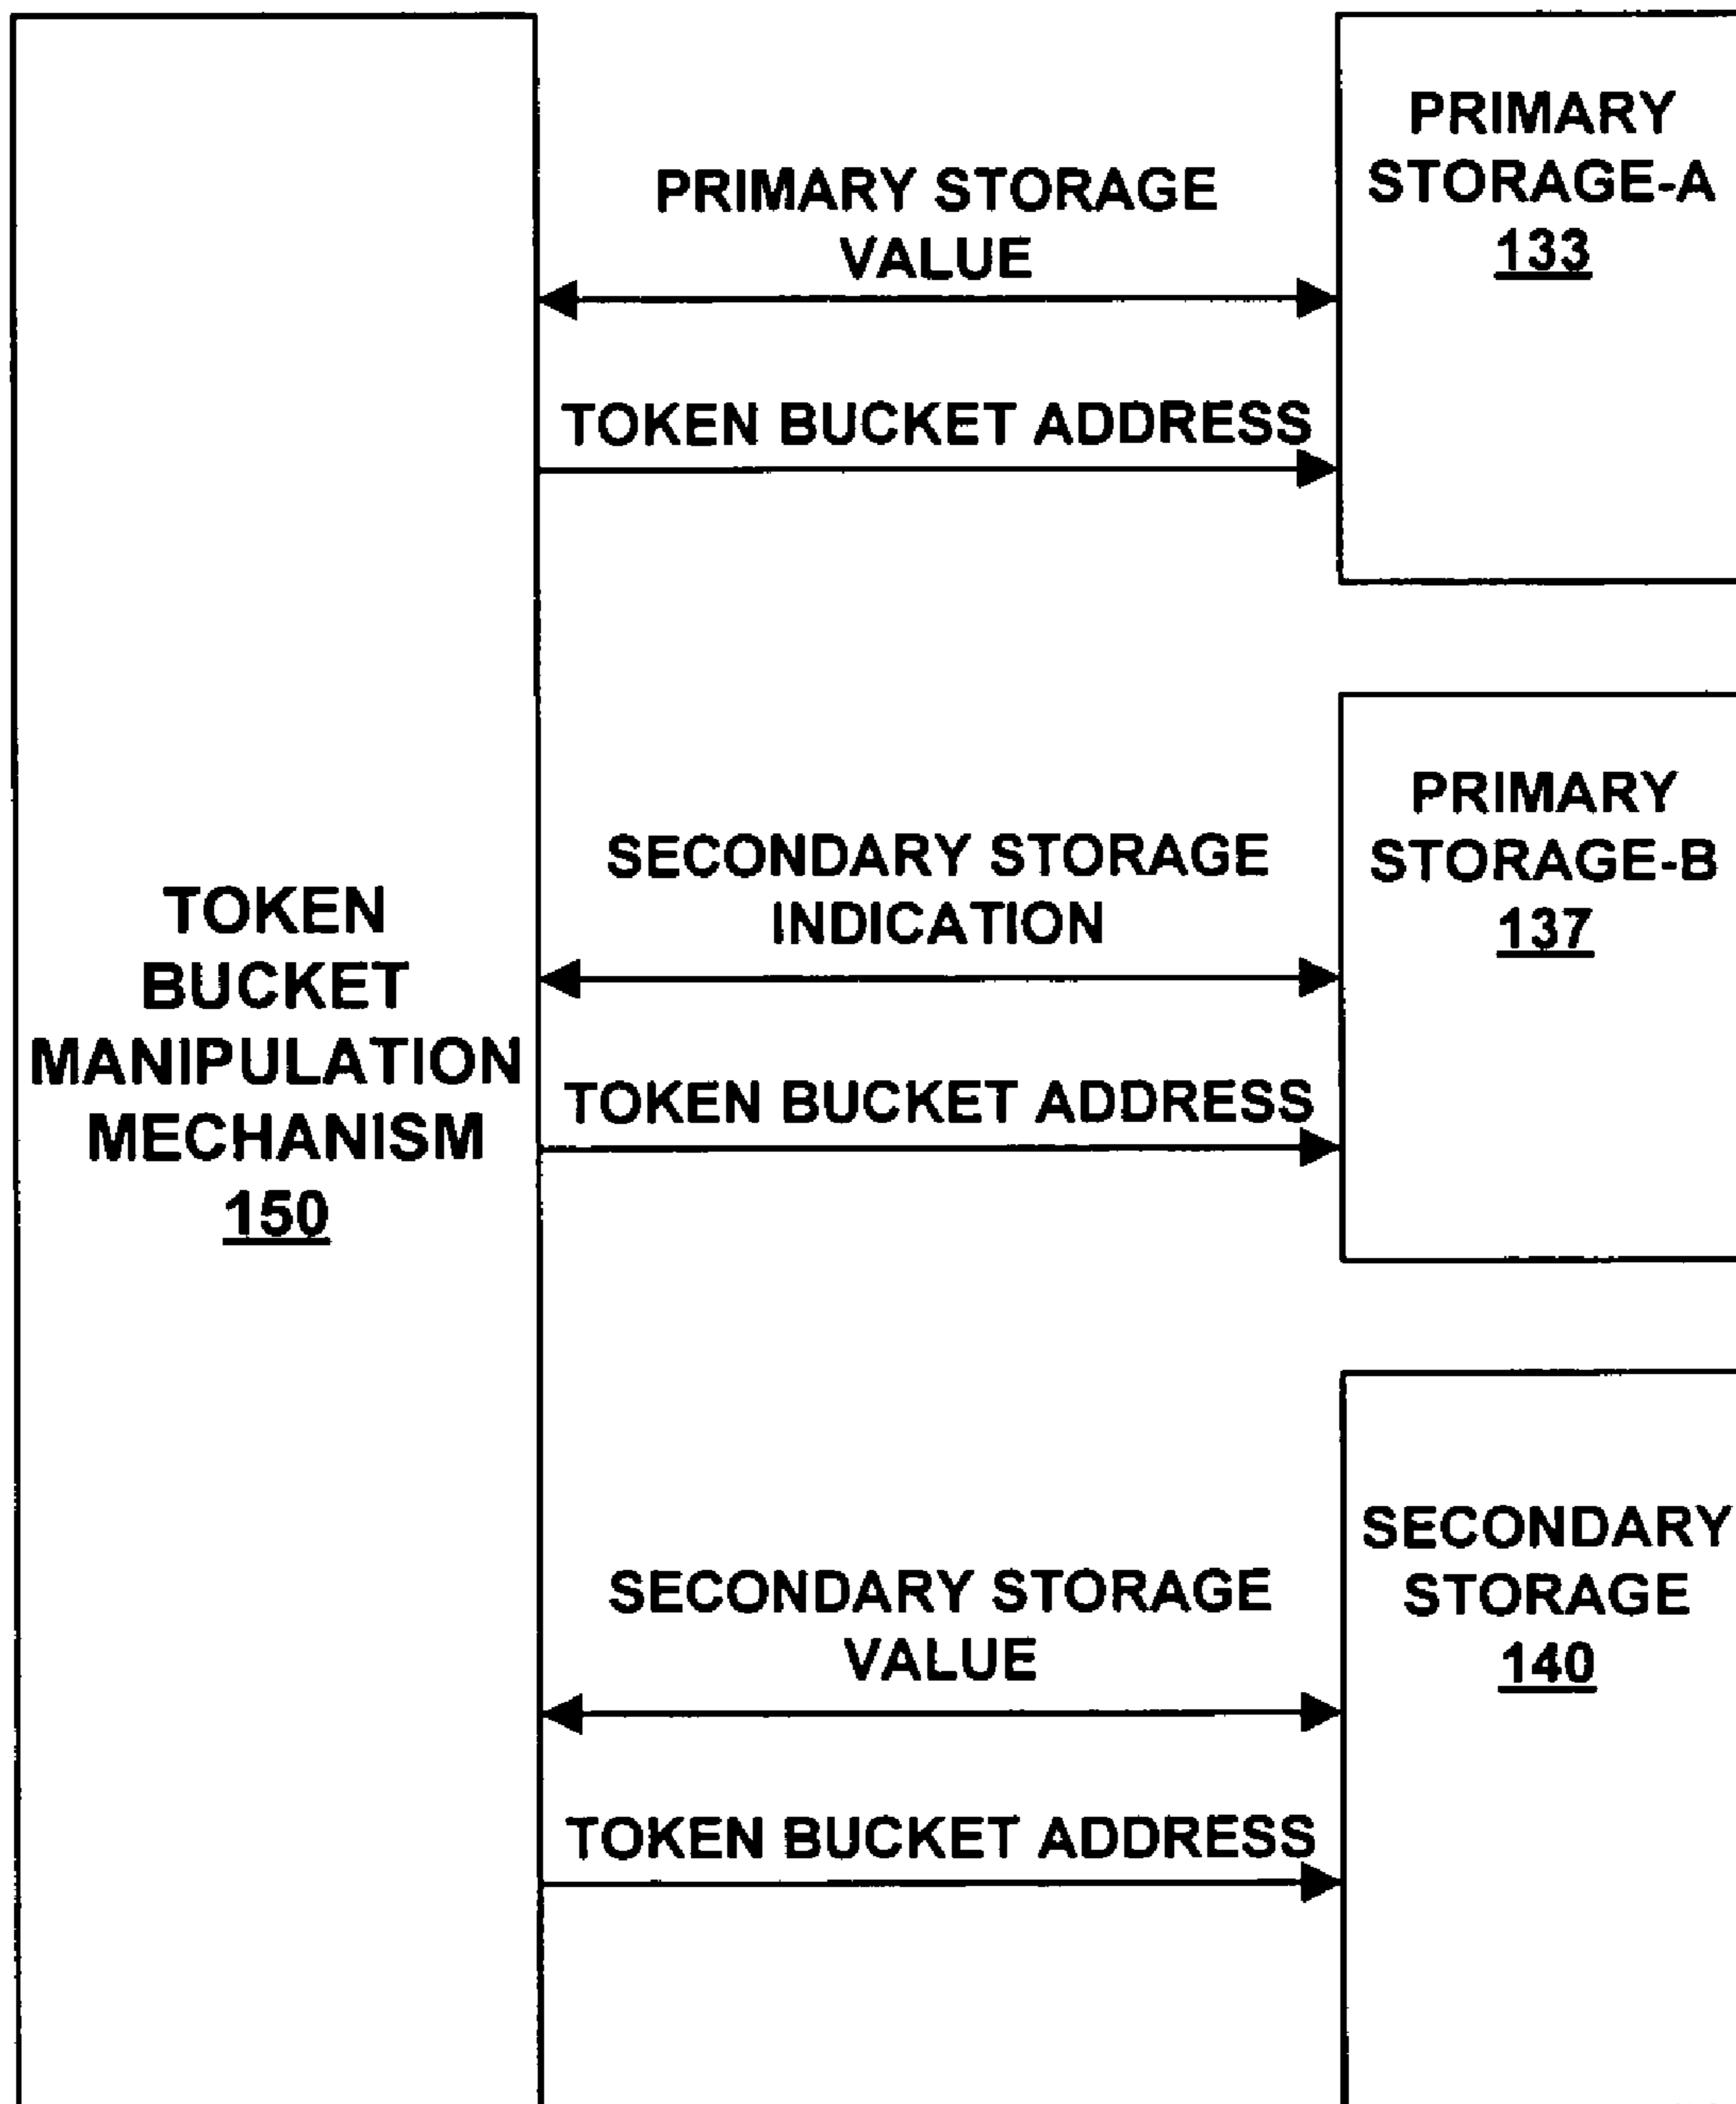 TOKEN
BUCKET
MANIPULATION
MECHANISM
150
PRIMARY STORAGE
VALUE
TOKEN BUCKET ADDRESS
PRIMARY
STORAGE-A
133
SECONDARY STORAGE
INDICATION
TOKEN BUCKET ADDRESS
PRIMARY
STORAGE-B
137
SECONDARY STORAGE
VALUE
TOKEN BUCKET ADDRESS
SECONDARY
STORAGE
140